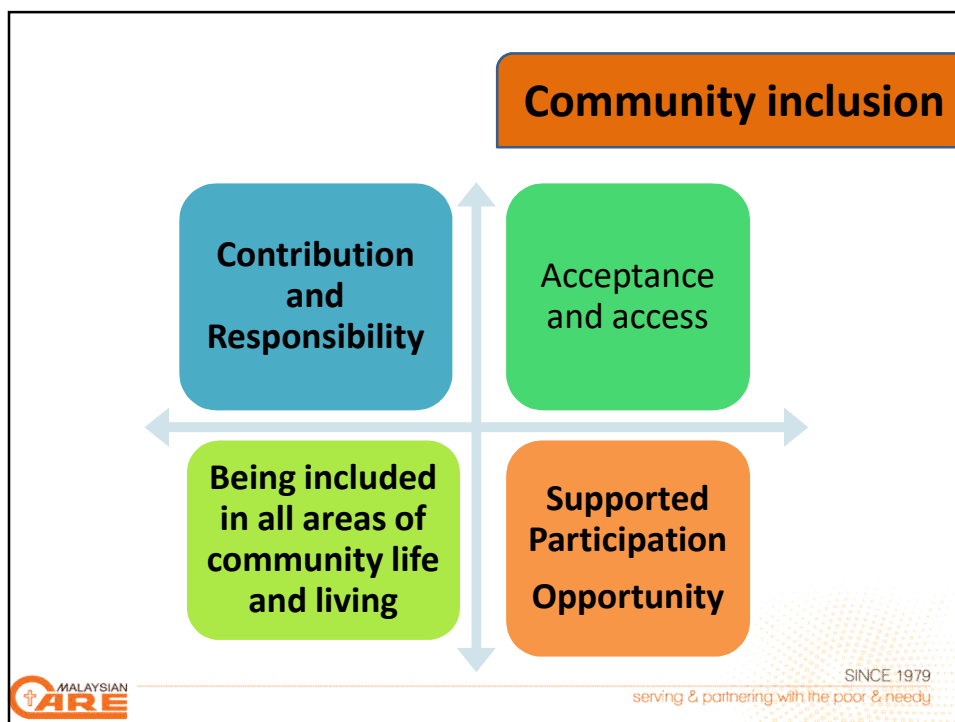 Community inclusion
Contribution
and
Responsibility
Acceptance
and access
Being included
in all areas of
community life
and living
Supported
Participation
Opportunity
MALAYSIAN
CARE
SINCE 1979
serving & partnering with the poor & needy